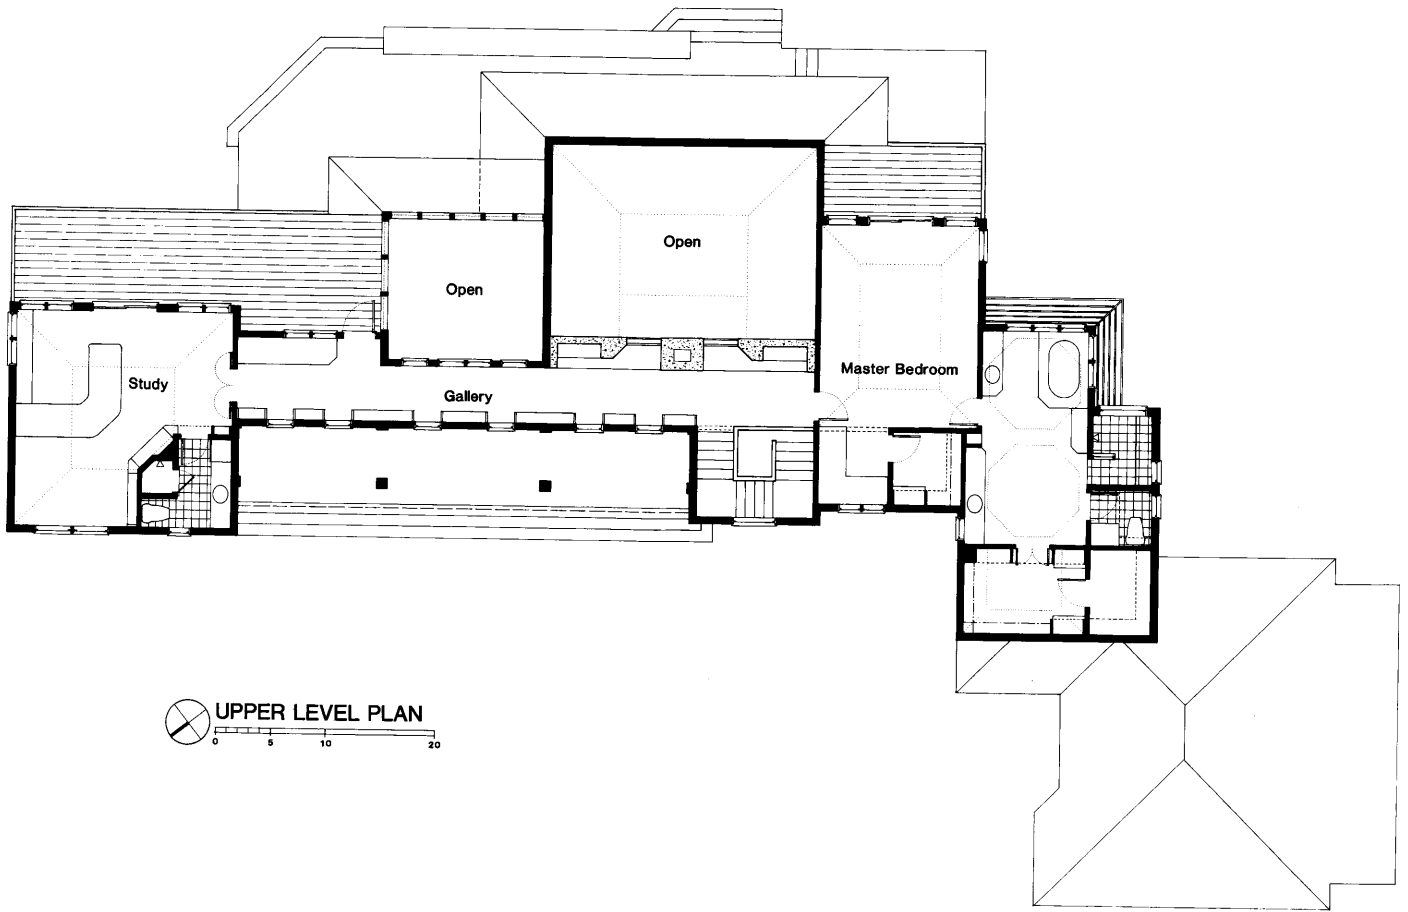 Open
Open
Master Bedroom
Study
Gallery
UPPER LEVEL PLAN
0 5 10 20